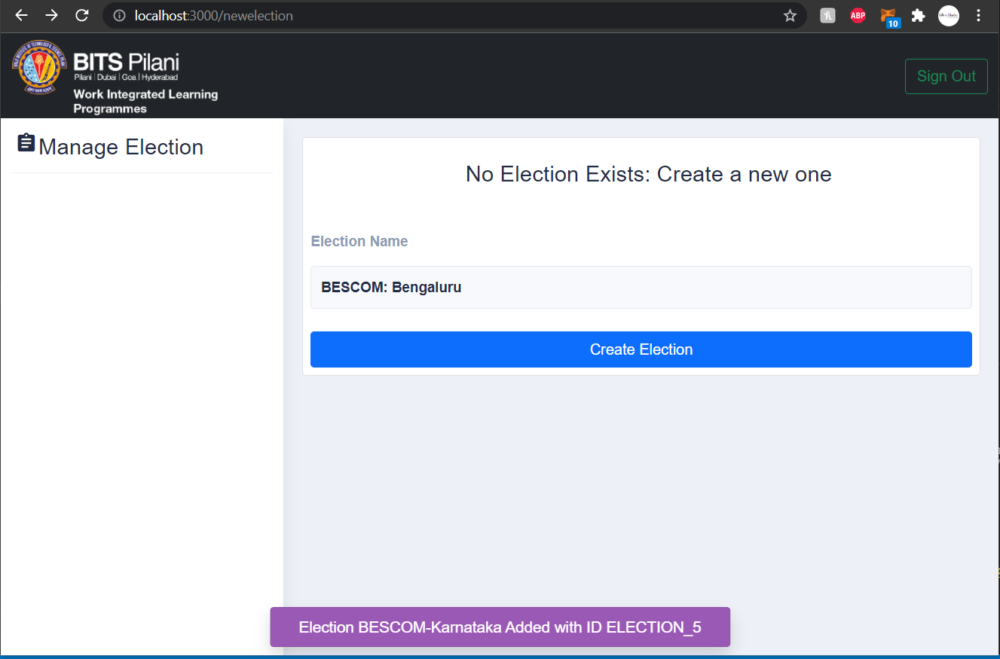 localhost:3000/newelection
ABP
10
BITS Pilani
Pilani | Dubai | Goa | Hyderabad
Work Integrated Learning
Programmes
Sign Out
Manage Election
No Election Exists: Create a new one
Election Name
BESCOM: Bengaluru
Create Election
Election BESCOM-Karnataka Added with ID ELECTION_5